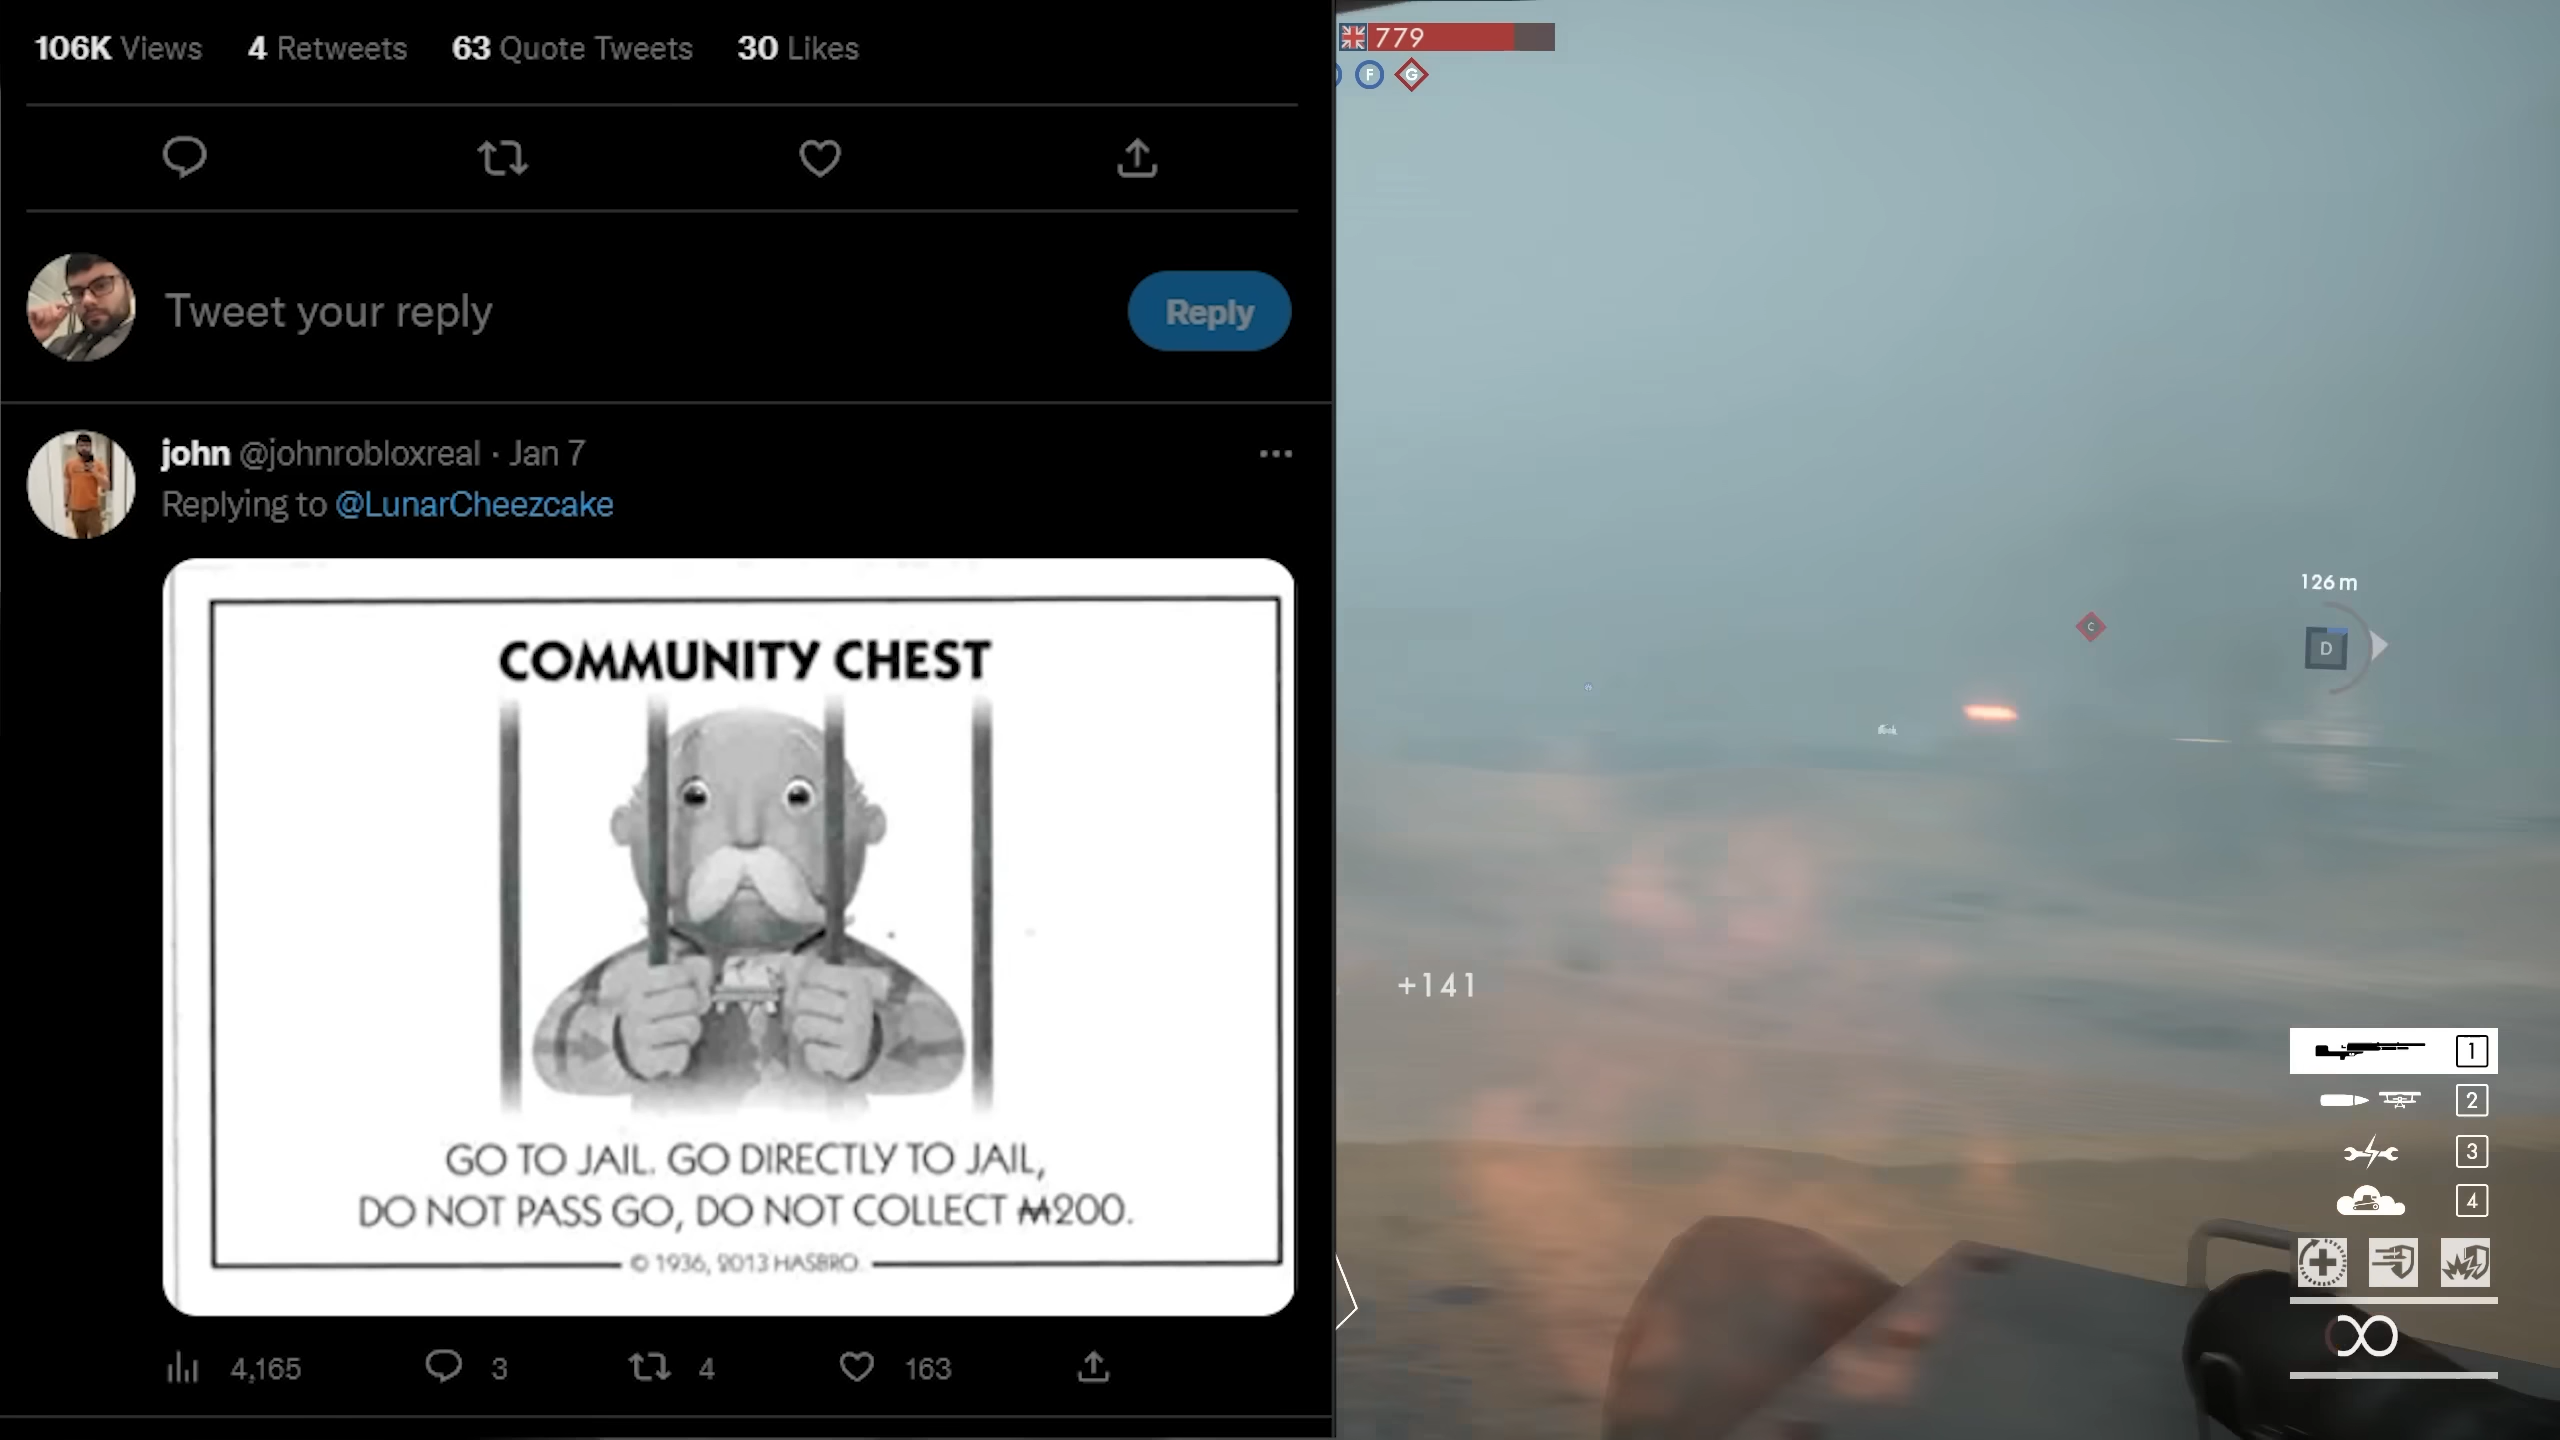 106K Views 4 Retweets 63 Quote Tweets 30 Likes
Tweet your reply
Reply
john @johnrobloxreal · Jan 7
Replying to @LunarCheezcake
COMMUNITY CHEST
GO TO JAIL. GO DIRECTLY TO JAIL,
DO NOT PASS GO, DO NOT COLLECT ₩200.
© 1936, 2013 HASBRO.
4,165 3 4 163
779
F G
126 m
C
D
+141
1
2
3
4